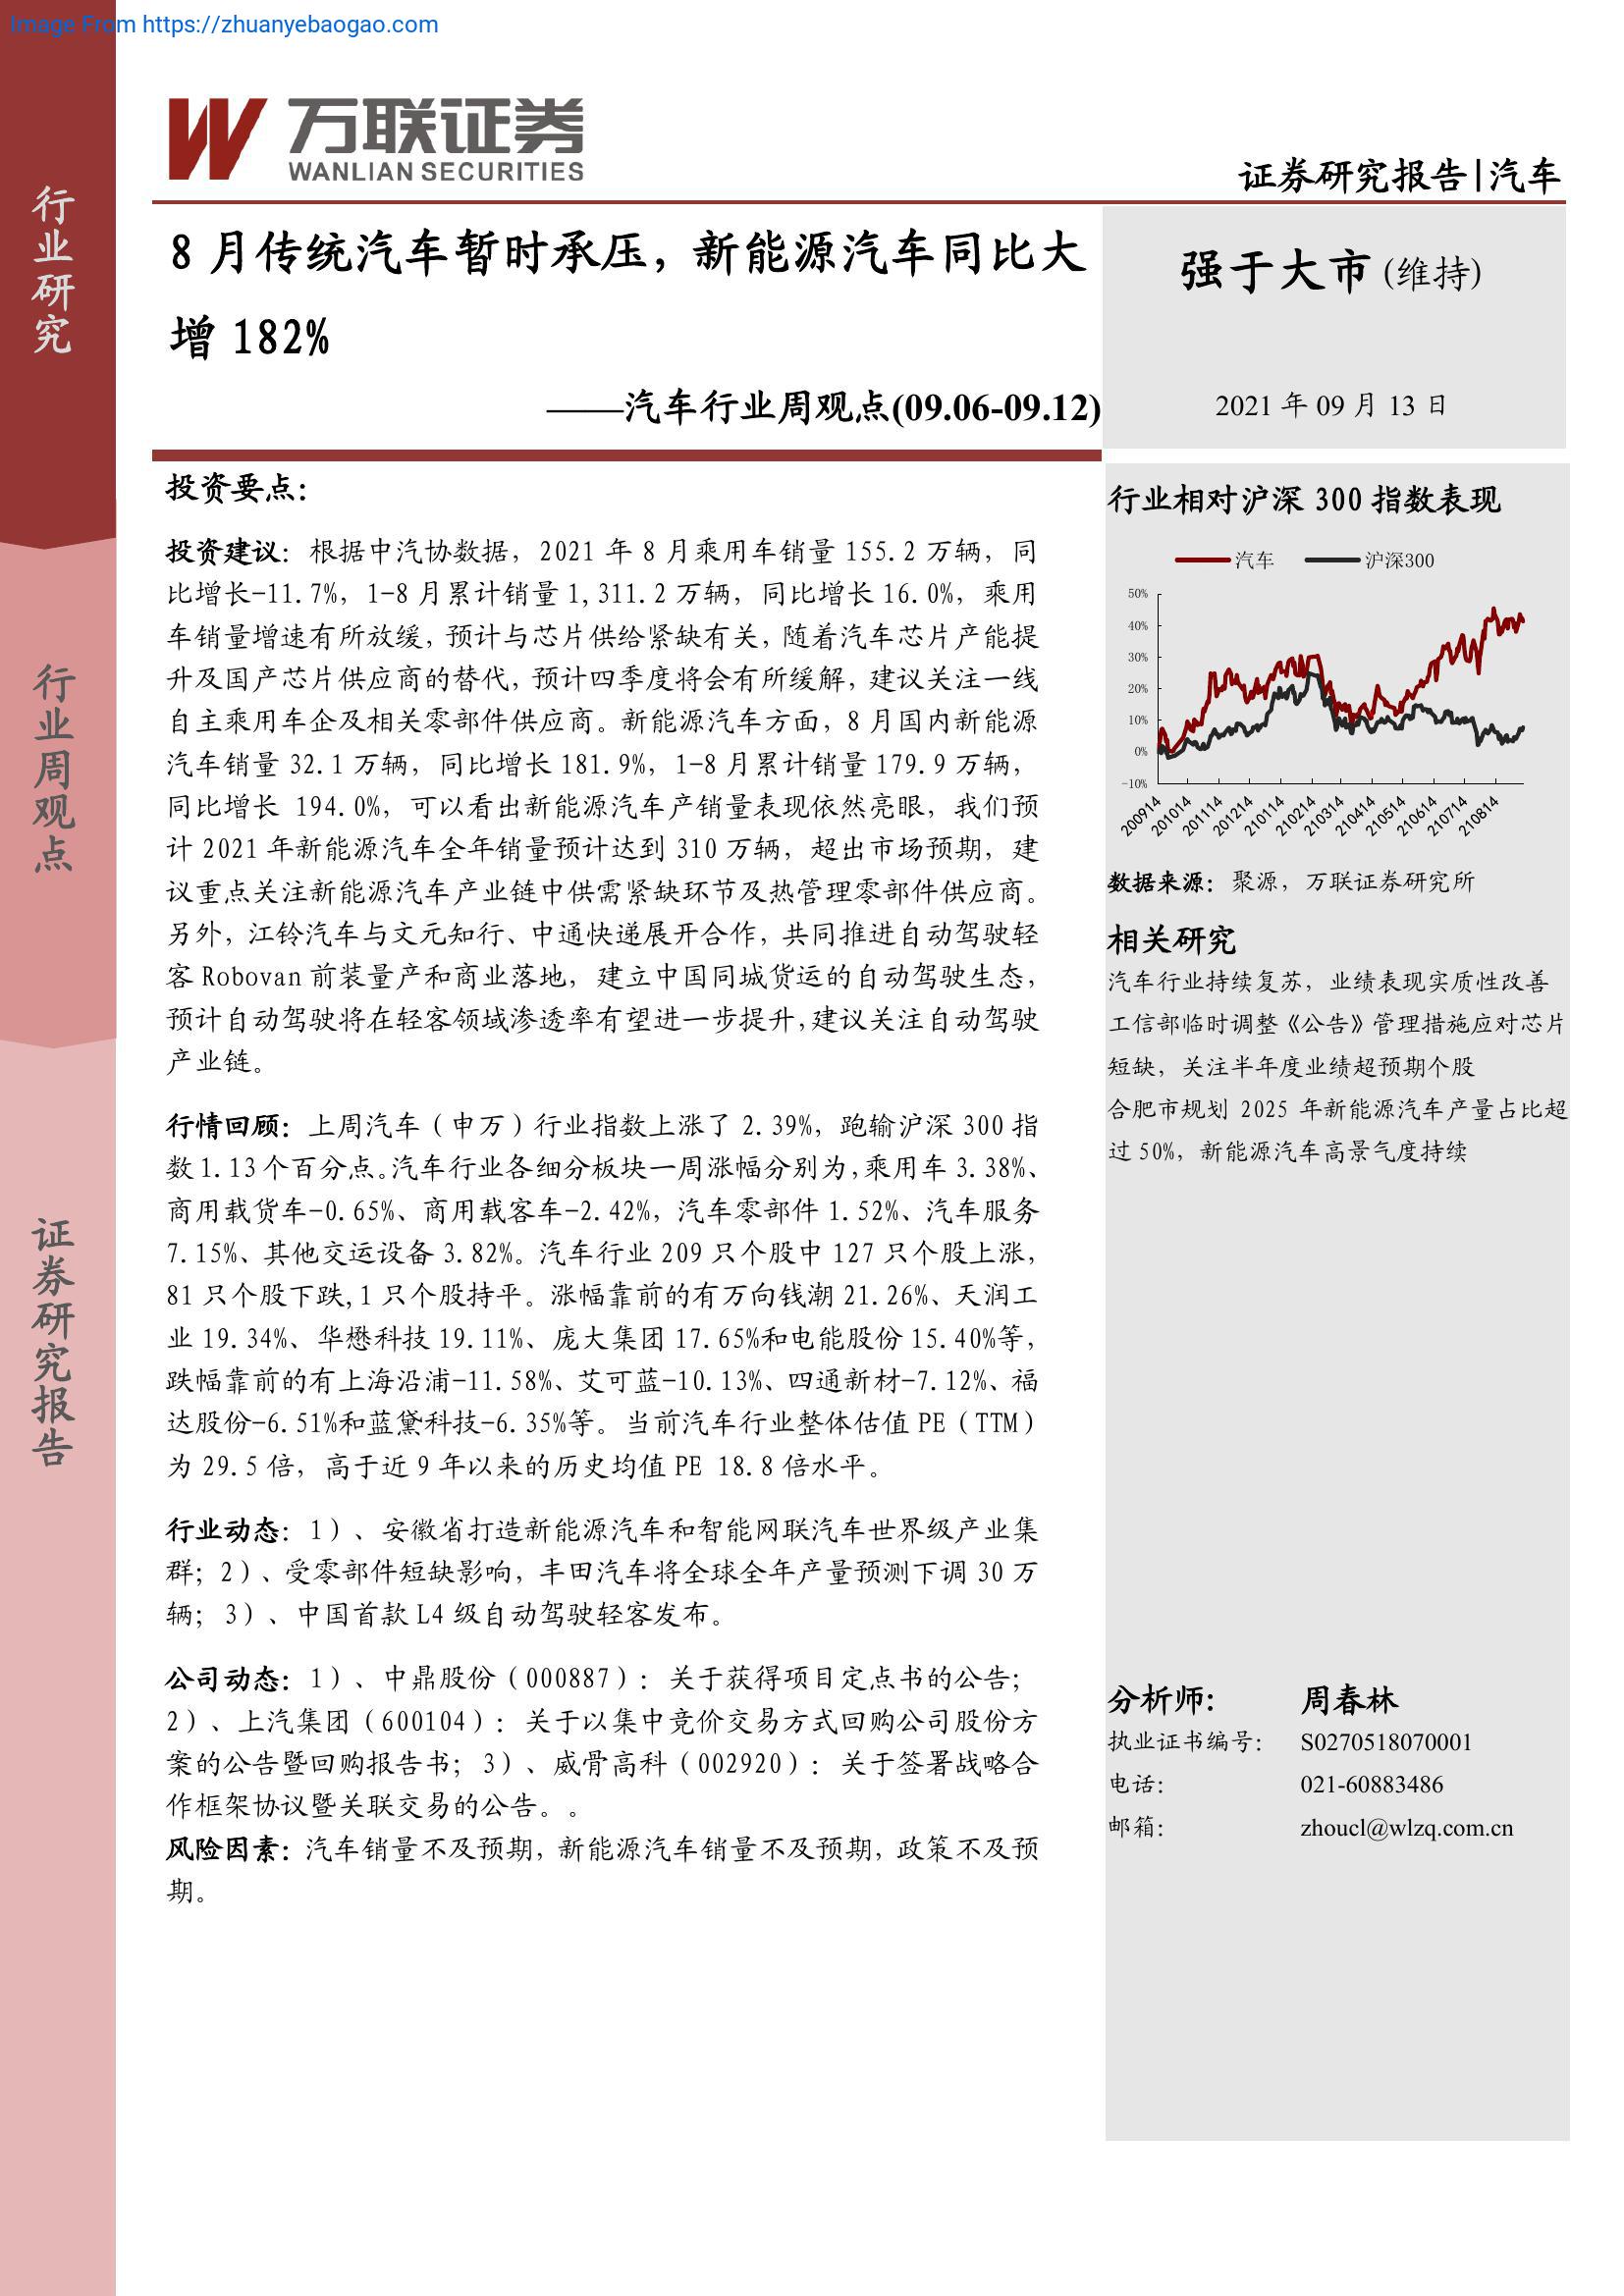 Image From https://zhuanyebaogao.com
万联证券
WANLIAN SECURITIES
证券研究报告|汽车
行业研究
行业周观点
证券研究报告
8 月传统汽车暂时承压，新能源汽车同比大
增 182%
——汽车行业周观点(09.06-09.12)
强于大市 (维持)
2021 年 09 月 13 日
投资要点：
投资建议：根据中汽协数据，2021 年 8 月乘用车销量 155.2 万辆，同
比增长-11.7%，1-8 月累计销量 1,311.2 万辆，同比增长 16.0%，乘用
车销量增速有所放缓，预计与芯片供给紧缺有关，随着汽车芯片产能提
升及国产芯片供应商的替代，预计四季度将会有所缓解，建议关注一线
自主乘用车企及相关零部件供应商。新能源汽车方面，8 月国内新能源
汽车销量 32.1 万辆，同比增长 181.9%，1-8 月累计销量 179.9 万辆，
同比增长 194.0%，可以看出新能源汽车产销量表现依然亮眼，我们预
计 2021 年新能源汽车全年销量预计达到 310 万辆，超出市场预期，建
议重点关注新能源汽车产业链中供需紧缺环节及热管理零部件供应商。
另外，江铃汽车与文元知行、中通快递展开合作，共同推进自动驾驶轻
客 Robovan 前装量产和商业落地，建立中国同城货运的自动驾驶生态，
预计自动驾驶将在轻客领域渗透率有望进一步提升，建议关注自动驾驶
产业链。
行情回顾：上周汽车（申万）行业指数上涨了 2.39%，跑输沪深 300 指
数 1.13 个百分点。汽车行业各细分板块一周涨幅分别为，乘用车 3.38%、
商用载货车-0.65%、商用载客车-2.42%，汽车零部件 1.52%、汽车服务
7.15%、其他交运设备 3.82%。汽车行业 209 只个股中 127 只个股上涨，
81 只个股下跌,1 只个股持平。涨幅靠前的有万向钱潮 21.26%、天润工
业 19.34%、华懋科技 19.11%、庞大集团 17.65%和电能股份 15.40%等，
跌幅靠前的有上海沿浦-11.58%、艾可蓝-10.13%、四通新材-7.12%、福
达股份-6.51%和蓝黛科技-6.35%等。当前汽车行业整体估值 PE（TTM）
为 29.5 倍，高于近 9 年以来的历史均值 PE 18.8 倍水平。
行业动态：1）、安徽省打造新能源汽车和智能网联汽车世界级产业集
群；2）、受零部件短缺影响，丰田汽车将全球全年产量预测下调 30 万
辆；3）、中国首款 L4 级自动驾驶轻客发布。
公司动态：1）、中鼎股份（000887）：关于获得项目定点书的公告；
2）、上汽集团（600104）：关于以集中竞价交易方式回购公司股份方
案的公告暨回购报告书；3）、威骨高科（002920）：关于签署战略合
作框架协议暨关联交易的公告。。
风险因素：汽车销量不及预期，新能源汽车销量不及预期，政策不及预
期。
行业相对沪深 300 指数表现
汽车 沪深300
50%
40%
30%
20%
10%
0%
-10%
200914 201014 201114 201214 210114 210214 210314 210414 210514 210614 210714 210814
数据来源：聚源，万联证券研究所
相关研究
汽车行业持续复苏，业绩表现实质性改善
工信部临时调整《公告》管理措施应对芯片
短缺，关注半年度业绩超预期个股
合肥市规划 2025 年新能源汽车产量占比超
过 50%，新能源汽车高景气度持续
分析师: 周春林
执业证书编号： S0270518070001
电话： 021-60883486
邮箱： zhoucl@wlzq.com.cn